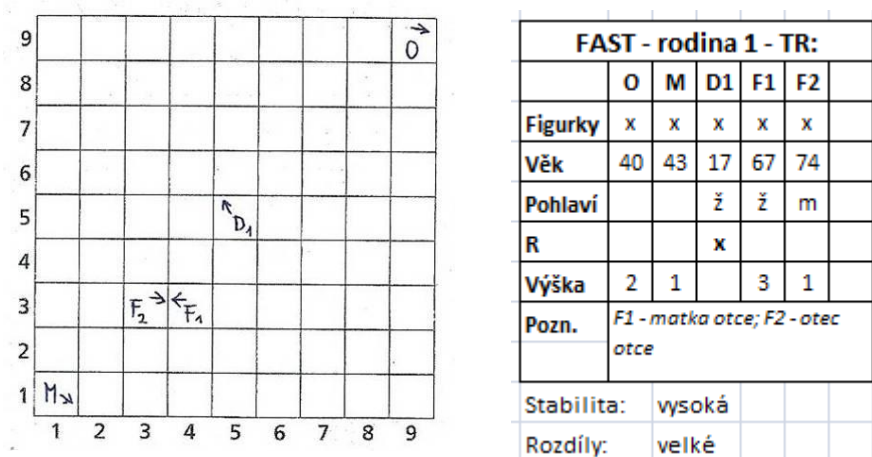 9
O
8
7
6
5
D1
4
3
F2
F1
2
1
M
1 2 3 4 5 6 7 8 9
FAST - rodina 1 - TR:
O M D1 F1 F2
Figurky x x x x x
Věk 40 43 17 67 74
Pohlaví ž ž m
R x
Výška 2 1 3 1
Pozn. F1 - matka otce; F2 - otec
otce
Stabilita: vysoká
Rozdíly: velké